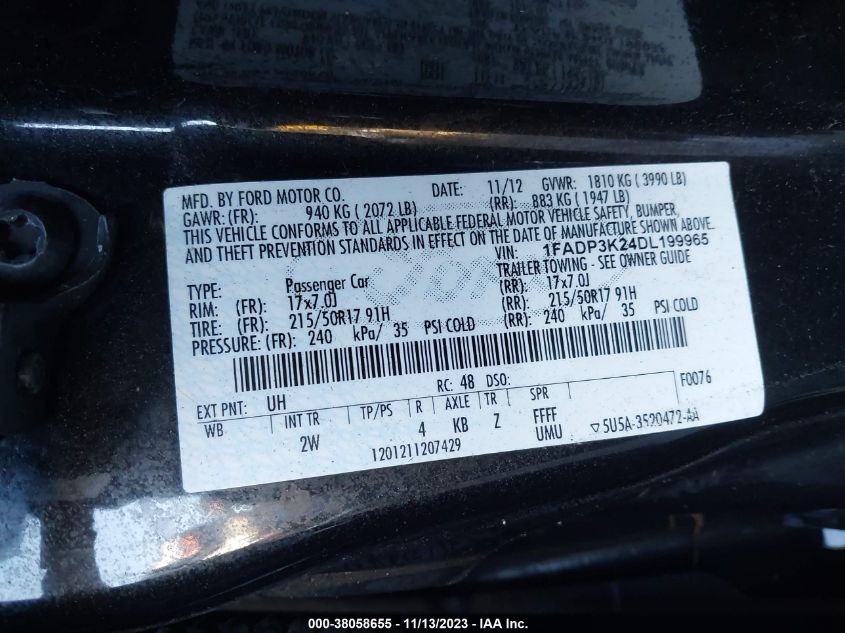 MFD. BY FORD MOTOR CO. DATE: 11/12 GVWR: 1810 KG ( 3990 LB)
GAWR: (FR): 940 KG ( 2072 LB) (RR): 883 KG ( 1947 LB)
THIS VEHICLE CONFORMS TO ALL APPLICABLE FEDERAL MOTOR VEHICLE SAFETY, BUMPER,
AND THEFT PREVENTION STANDARDS IN EFFECT ON THE DATE OF MANUFACTURE SHOWN ABOVE.
VIN: 1FADP3K24DL199965
TYPE: Passenger Car TRAILER TOWING - SEE OWNER GUIDE
RIM: (FR): 17x7.0J (RR): 17x7.0J
TIRE: (FR): 215/50R17 91H (RR): 215/50R17 91H
PRESSURE: (FR): 240 kPa/ 35 PSI COLD (RR): 240 kPa/ 35 PSI COLD
EXT PNT: UH RC: 48 DSO: F0076
WB INT TR TP/PS R AXLE TR SPR
2W 4 KB Z FFFF
1201211207429 UMU ▽5U5A-3520472-AA
000-38058655 - 11/13/2023 - IAA Inc.